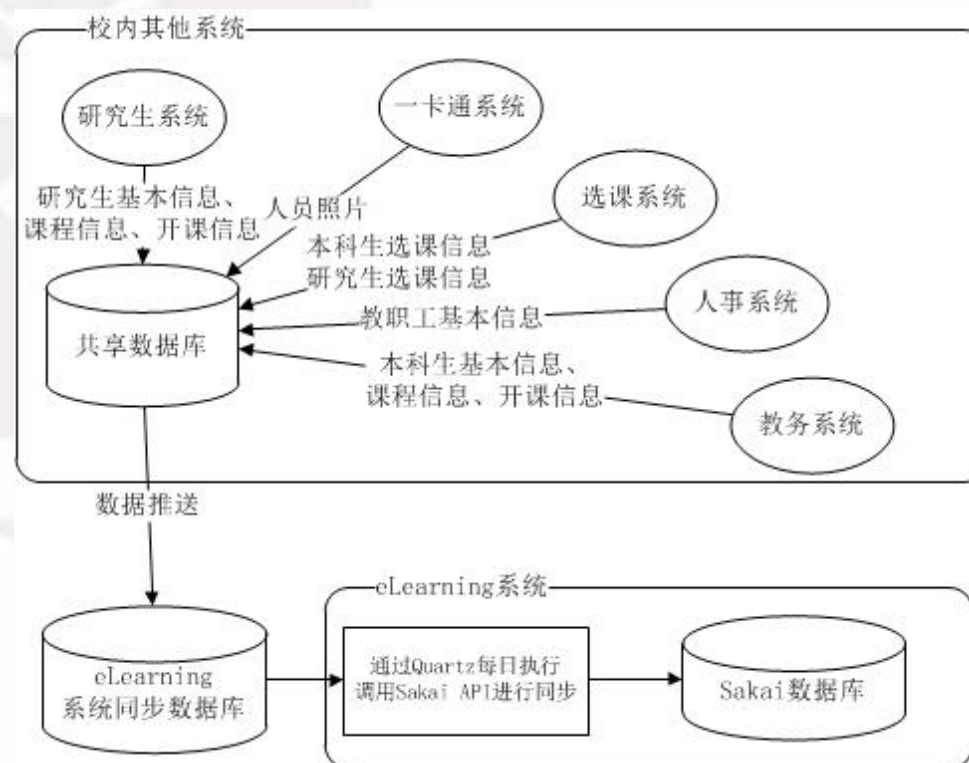 校内其他系统
研究生系统
一卡通系统
研究生基本信息、
课程信息、开课信息
人员照片
选课系统
本科生选课信息
研究生选课信息
人事系统
教职工基本信息
共享数据库
本科生基本信息、
课程信息、开课信息
教务系统
数据推送
eLearning系统
eLearning
系统同步数据库
通过Quartz每日执行
调用Sakai API进行同步
Sakai数据库